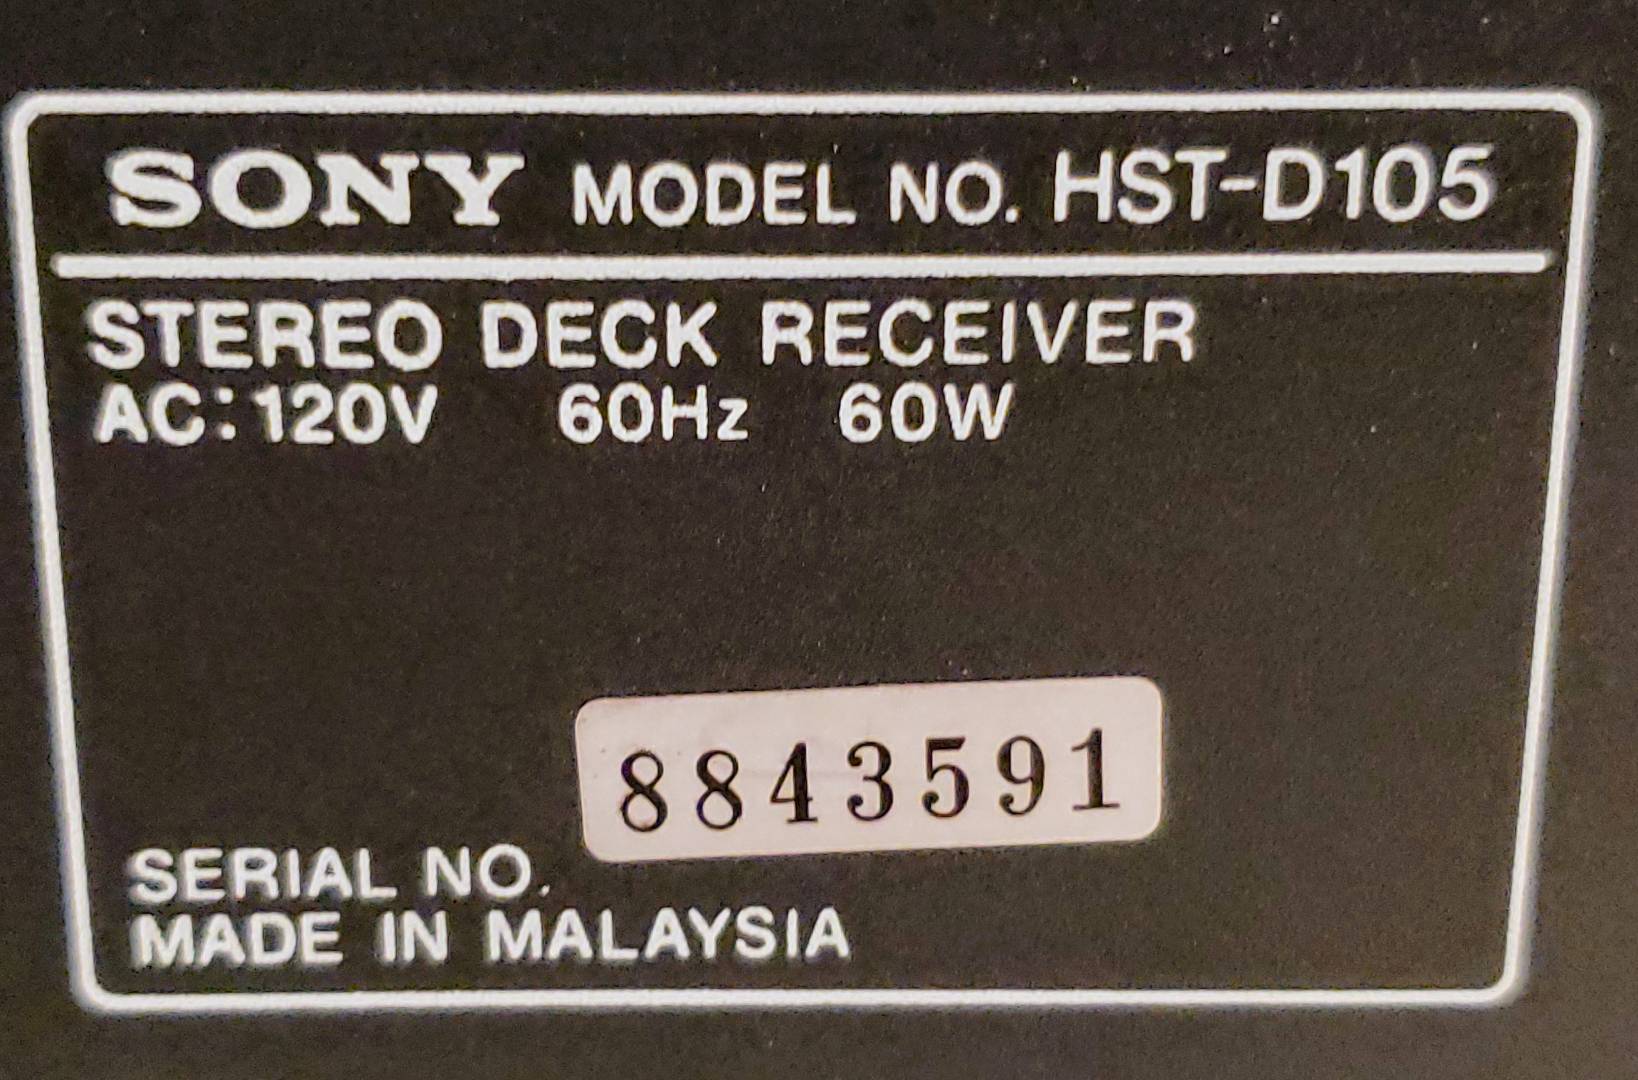 SONY MODEL NO. HST-D105
STEREO DECK RECEIVER
AC: 120V 60Hz 60W
8843591
SERIAL NO.
MADE IN MALAYSIA